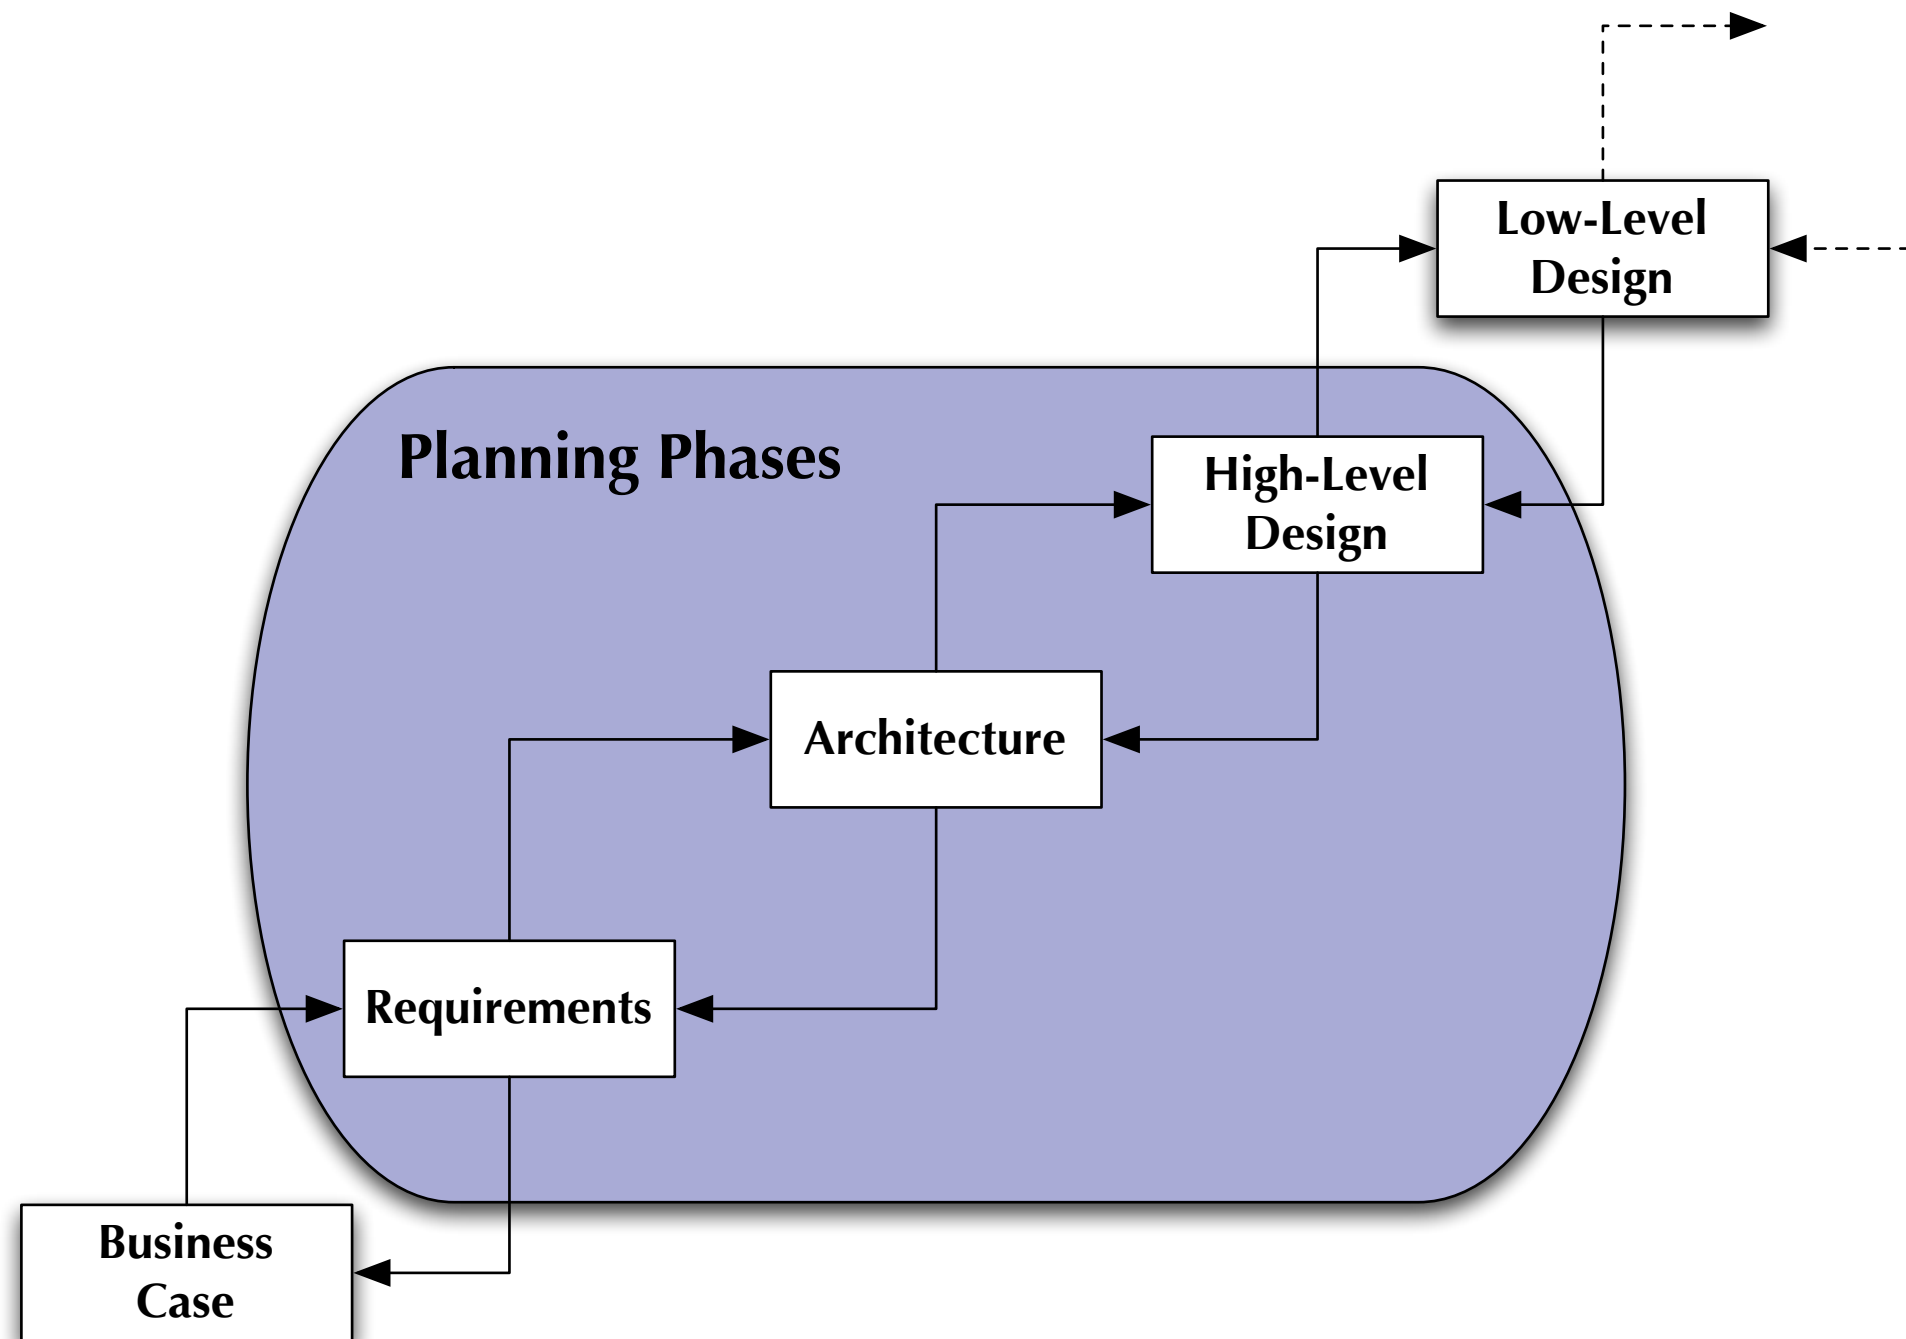 Low-Level
Design
Planning Phases
High-Level
Design
Architecture
Requirements
Business
Case